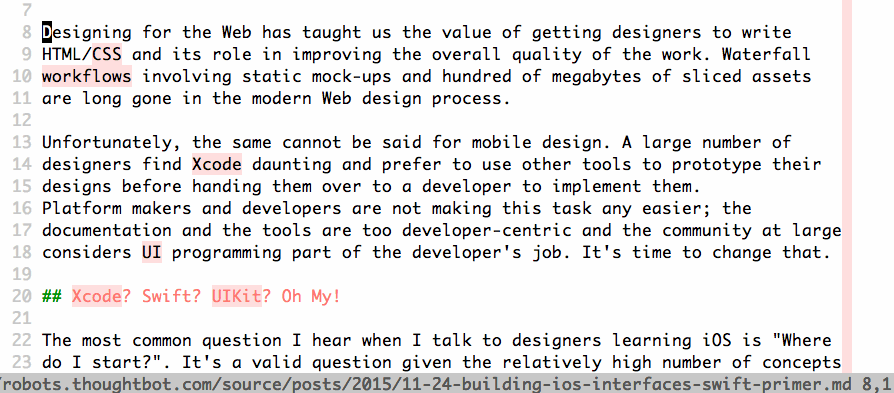 7
8 Designing for the Web has taught us the value of getting designers to write
9 HTML/CSS and its role in improving the overall quality of the work. Waterfall
10 workflows involving static mock-ups and hundred of megabytes of sliced assets
11 are long gone in the modern Web design process.
12
13 Unfortunately, the same cannot be said for mobile design. A large number of
14 designers find Xcode daunting and prefer to use other tools to prototype their
15 designs before handing them over to a developer to implement them.
16 Platform makers and developers are not making this task any easier; the
17 documentation and the tools are too developer-centric and the community at large
18 considers UI programming part of the developer's job. It's time to change that.
19
20 ## Xcode? Swift? UIKit? Oh My!
21
22 The most common question I hear when I talk to designers learning iOS is "Where
23 do I start?". It's a valid question given the relatively high number of concepts
/robots.thoughtbot.com/source/posts/2015/11-24-building-ios-interfaces-swift-primer.md 8,1